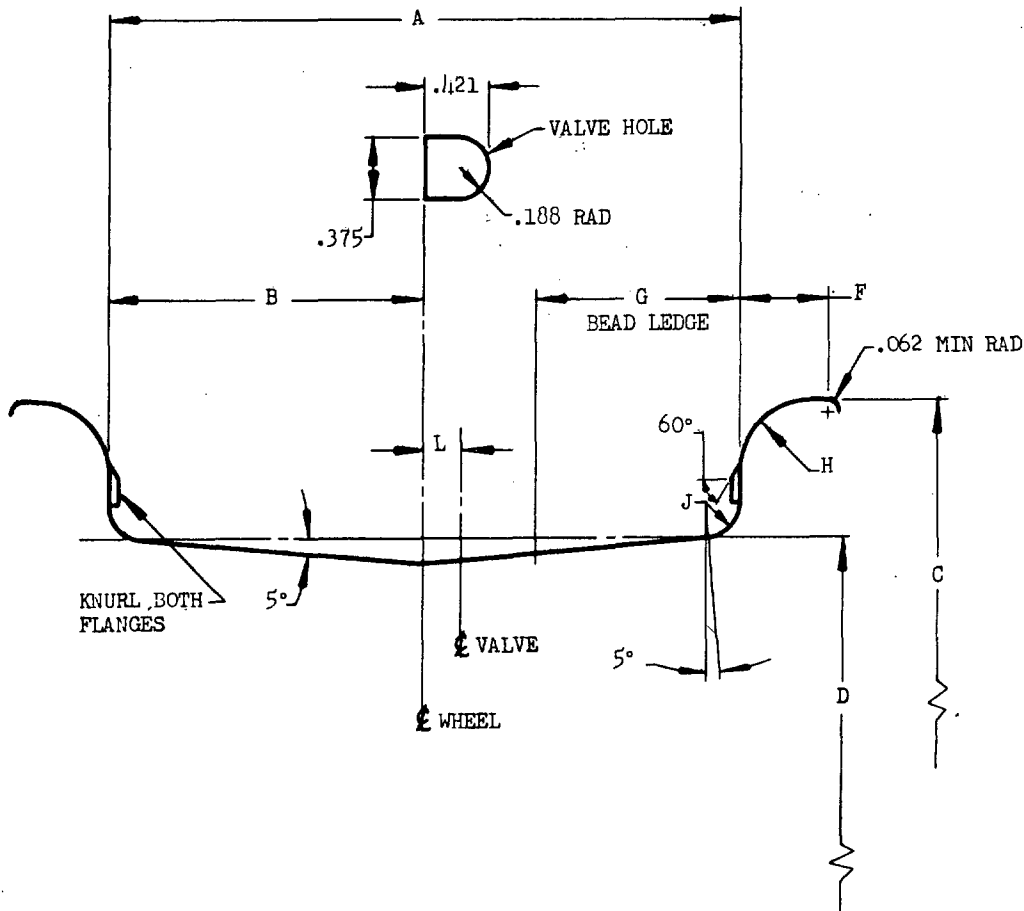 A
.421
VALVE HOLE
.188 RAD
.375
B
G
F
BEAD LEDGE
.062 MIN RAD
L
60°
H
J
C
KNURL BOTH
FLANGES
5°
℄ VALVE
5°
D
℄ WHEEL